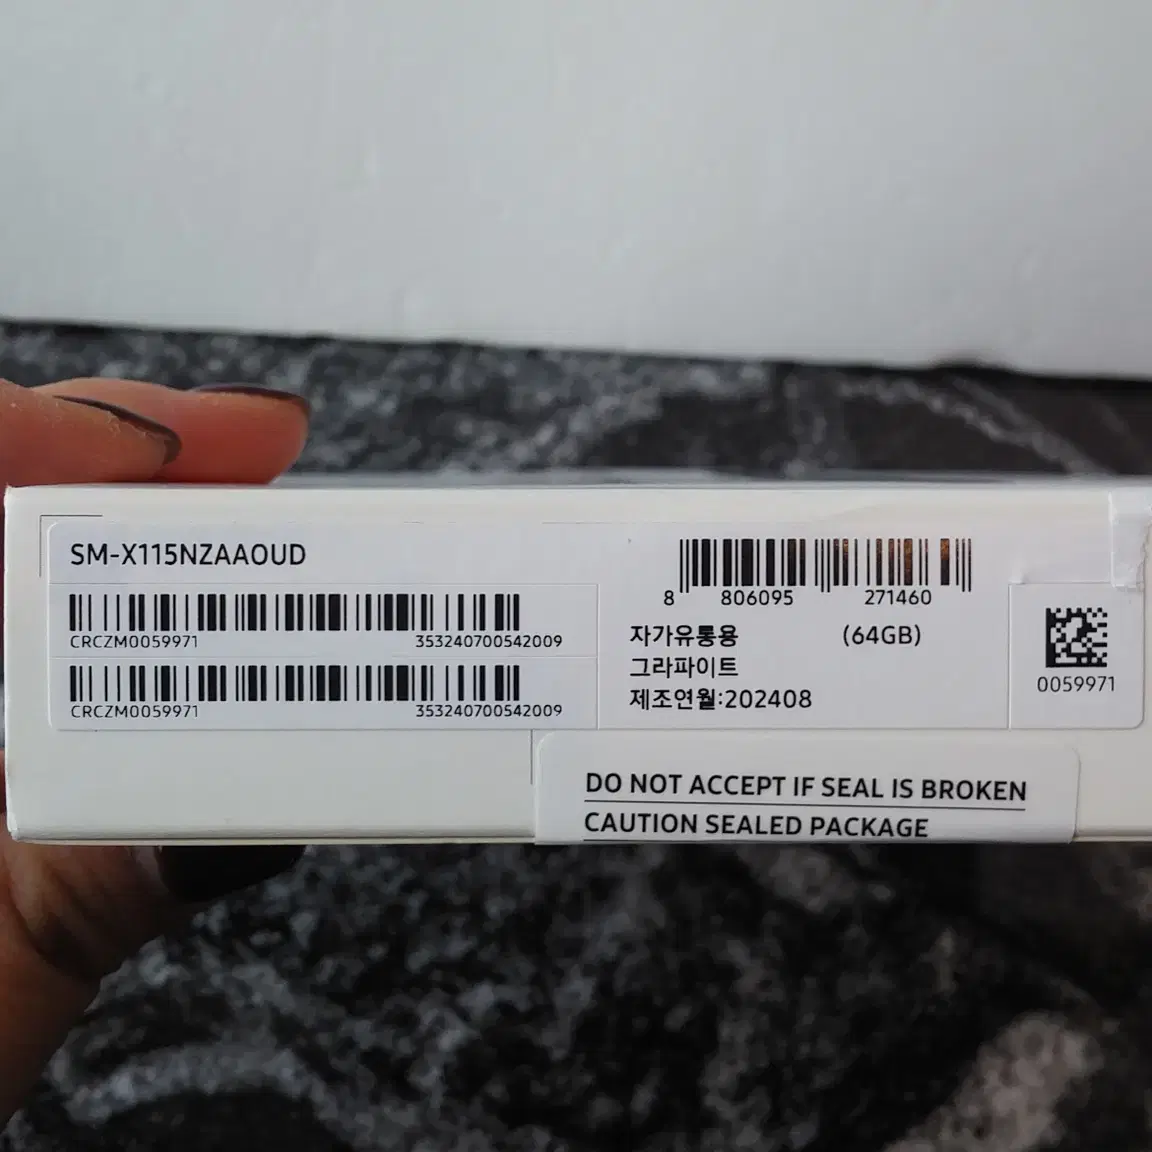 SM-X115NZAAOUD
CRCZM0059971 353240700542009
CRCZM0059971 353240700542009
8 806095 271460
자가유통용 (64GB)
그라파이트
제조연월:202408
0059971
DO NOT ACCEPT IF SEAL IS BROKEN
CAUTION SEALED PACKAGE